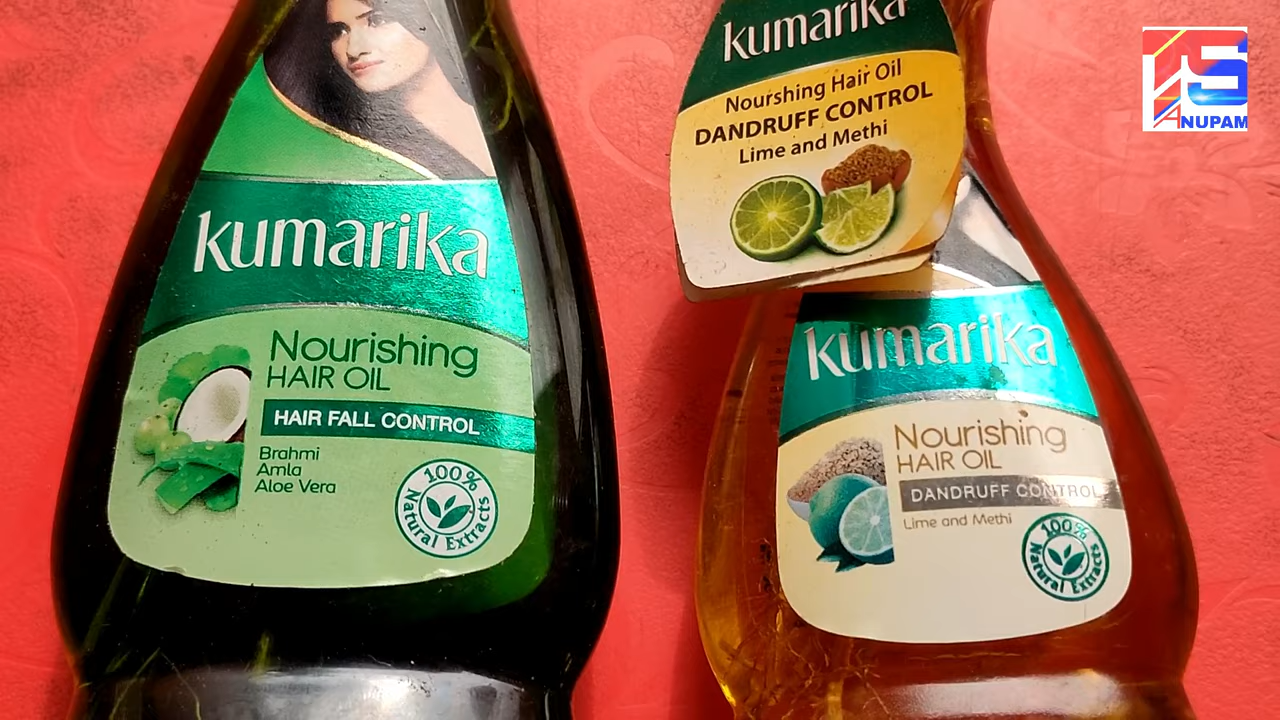 kumarika
Nourishing
HAIR OIL
HAIR FALL CONTROL
Brahmi
Amla
Aloe Vera
100%
Natural Extracts
kumarika
Nourshing Hair Oil
DANDRUFF CONTROL
Lime and Methi
kumarika
Nourishing
HAIR OIL
DANDRUFF CONTROL
Lime and Methi
100%
Natural Extracts
ANUPAM